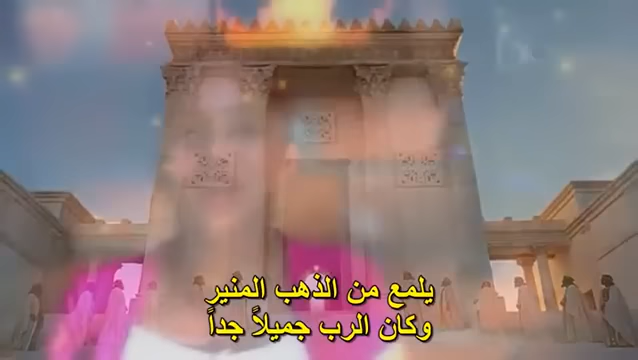 يلمع من الذهب المنير
وكان الرب جميلاً جداً